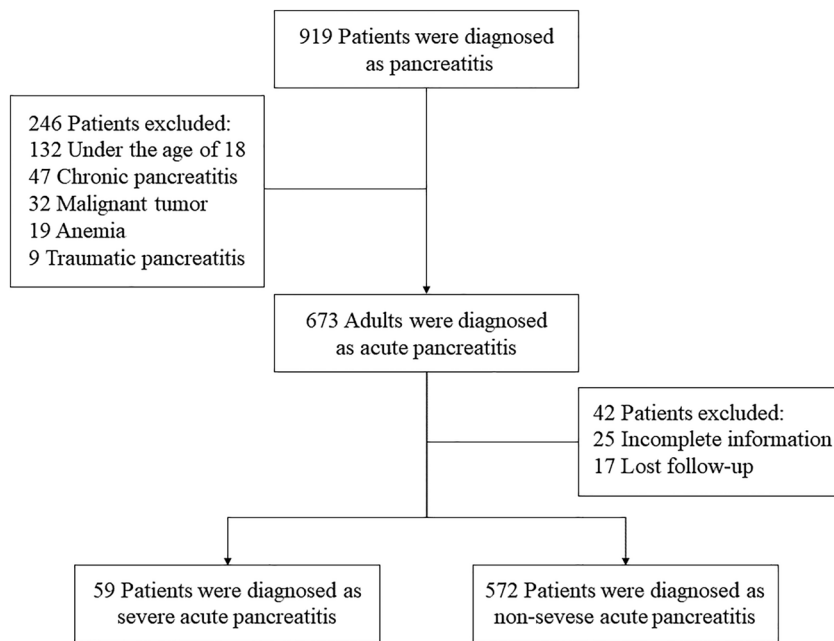 919 Patients were diagnosed
as pancreatitis
246 Patients excluded:
132 Under the age of 18
47 Chronic pancreatitis
32 Malignant tumor
19 Anemia
9 Traumatic pancreatitis
673 Adults were diagnosed
as acute pancreatitis
42 Patients excluded:
25 Incomplete information
17 Lost follow-up
59 Patients were diagnosed as
severe acute pancreatitis
572 Patients were diagnosed as
non-sevese acute pancreatitis